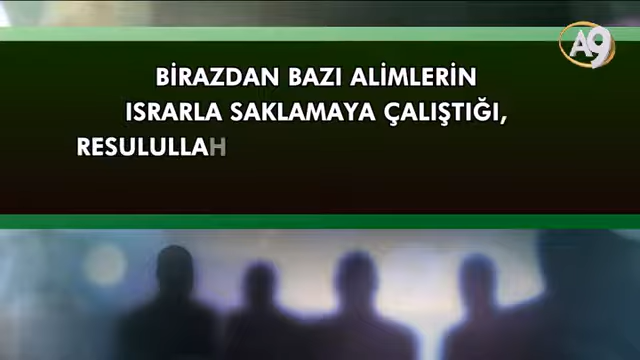 A9
BİRAZDAN BAZI ALİMLERİN
ISRARLA SAKLAMAYA ÇALIŞTIĞI,
RESULULLAH